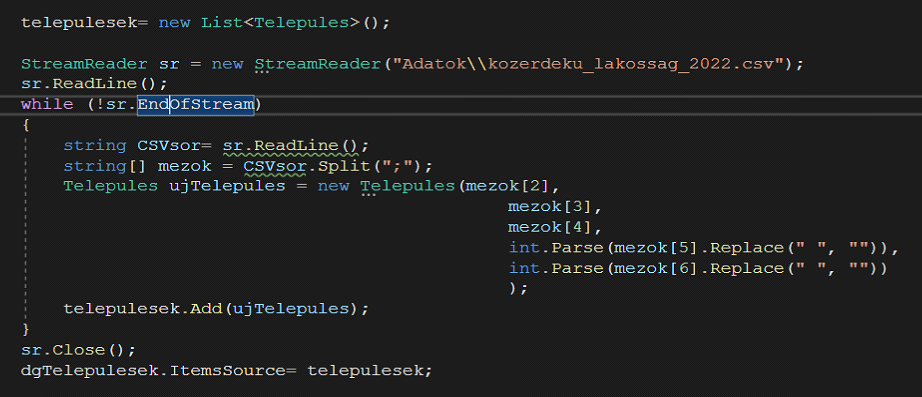 telepulesek= new List<Telepules>();
StreamReader sr = new StreamReader("Adatok\\kozerdeku_lakossag_2022.csv");
sr.ReadLine();
while (!sr.EndOfStream)
{
string CSVsor= sr.ReadLine();
string[] mezok = CSVsor.Split(";");
Telepules ujTelepules = new Telepules(mezok[2],
mezok[3],
mezok[4],
int.Parse(mezok[5].Replace(" ", "")),
int.Parse(mezok[6].Replace(" ", ""))
);
telepulesek.Add(ujTelepules);
}
sr.Close();
dgTelepulesek.ItemsSource= telepulesek;